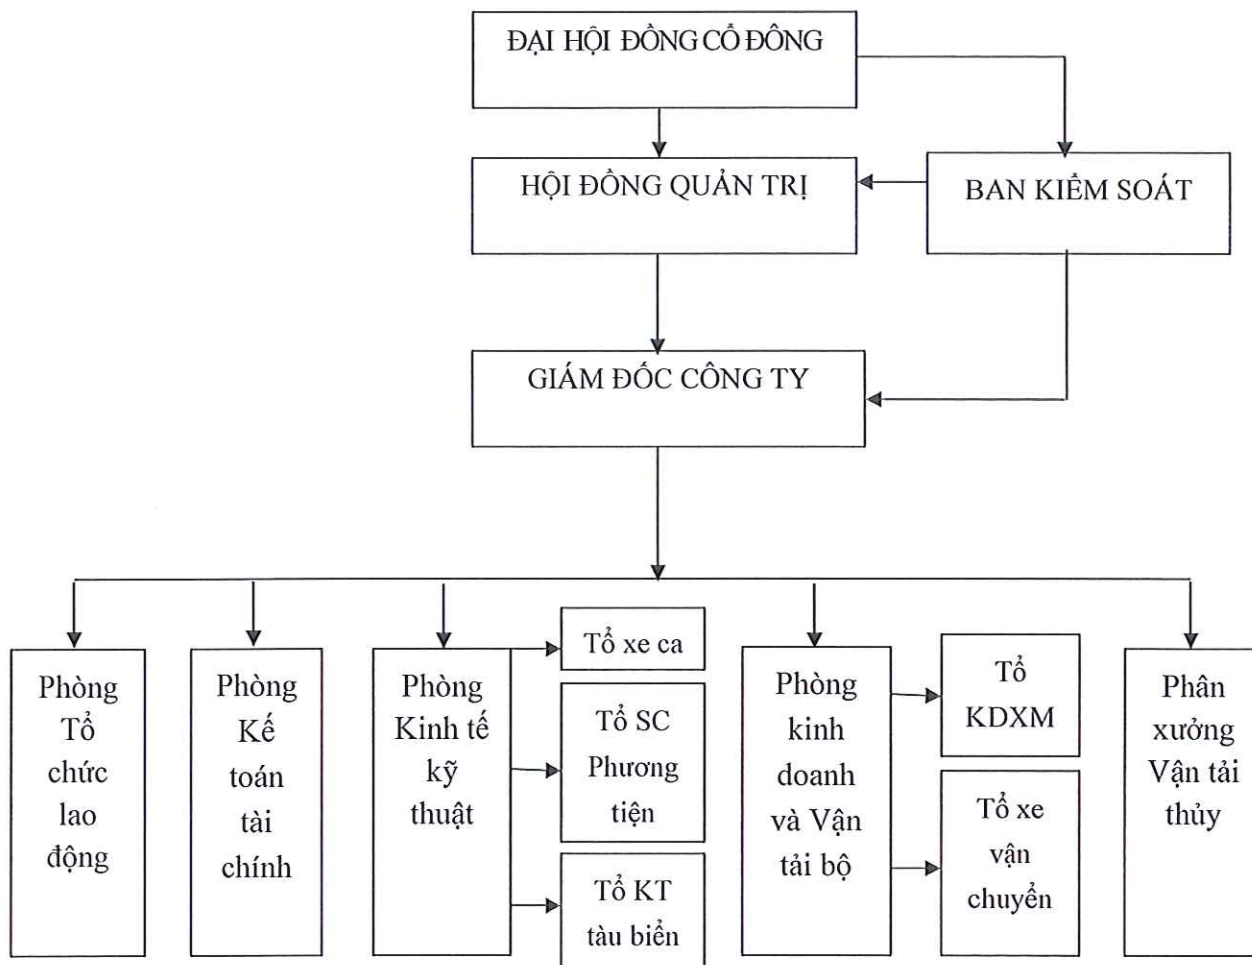 ĐẠI HỘI ĐỒNG CỔ ĐÔNG
HỘI ĐỒNG QUẢN TRỊ
BAN KIỂM SOÁT
GIÁM ĐỐC CÔNG TY
Phòng
Tổ
chức
lao
động
Phòng
Kế
toán
tài
chính
Phòng
Kinh tế
kỹ
thuật
Tổ xe ca
Tổ SC
Phương
tiện
Tổ KT
tàu biển
Phòng
kinh
doanh
và Vận
tải bộ
Tổ
KDXM
Tổ xe
vận
chuyển
Phân
xưởng
Vận tải
thủy